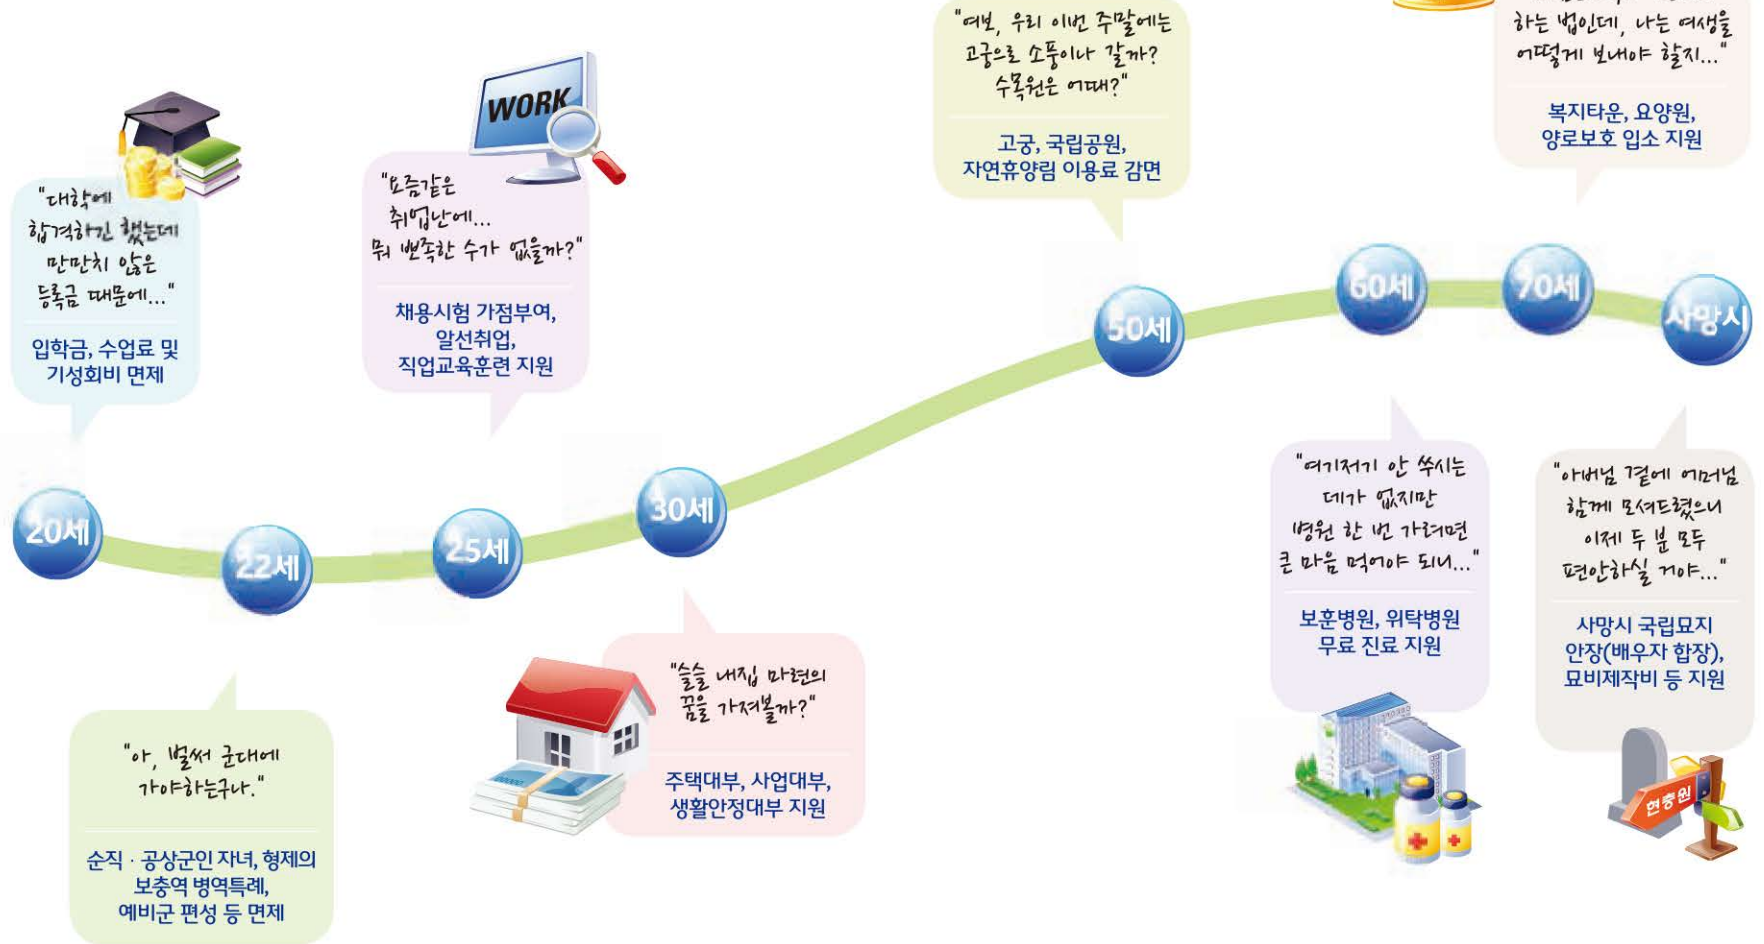 "대학에
합격하긴 했는데
만만치 않은
등록금 때문에..."
입학금, 수업료 및
기성회비 면제
20세
"아, 벌써 군대에
가야하는구나."
순직 · 공상군인 자녀, 형제의
보충역 병역특례,
예비군 편성 등 면제
22세
WORK
"요즘같은
취업난에...
뭐 뾰족한 수가 없을까?"
채용시험 가점부여,
알선취업,
직업교육훈련 지원
25세
30세
"슬슬 내집 마련의
꿈을 가져볼까?"
주택대부, 사업대부,
생활안정대부 지원
"여보, 우리 이번 주말에는
고궁으로 소풍이나 갈까?
수목원은 어때?"
고궁, 국립공원,
자연휴양림 이용료 감면
50세
60세
"여기저기 안 쑤시는
데가 없지만
병원 한 번 가려면
큰 마음 먹어야 되니..."
보훈병원, 위탁병원
무료 진료 지원
하는 법인데, 나는 여생을
어떻게 보내야 할지..."
복지타운, 요양원,
양로보호 입소 지원
70세
사망시
"아버님 곁에 어머님
함께 모셔드렸으니
이제 두 분 모두
편안하실 거야..."
사망시 국립묘지
안장(배우자 합장),
묘비제작비 등 지원
현충원